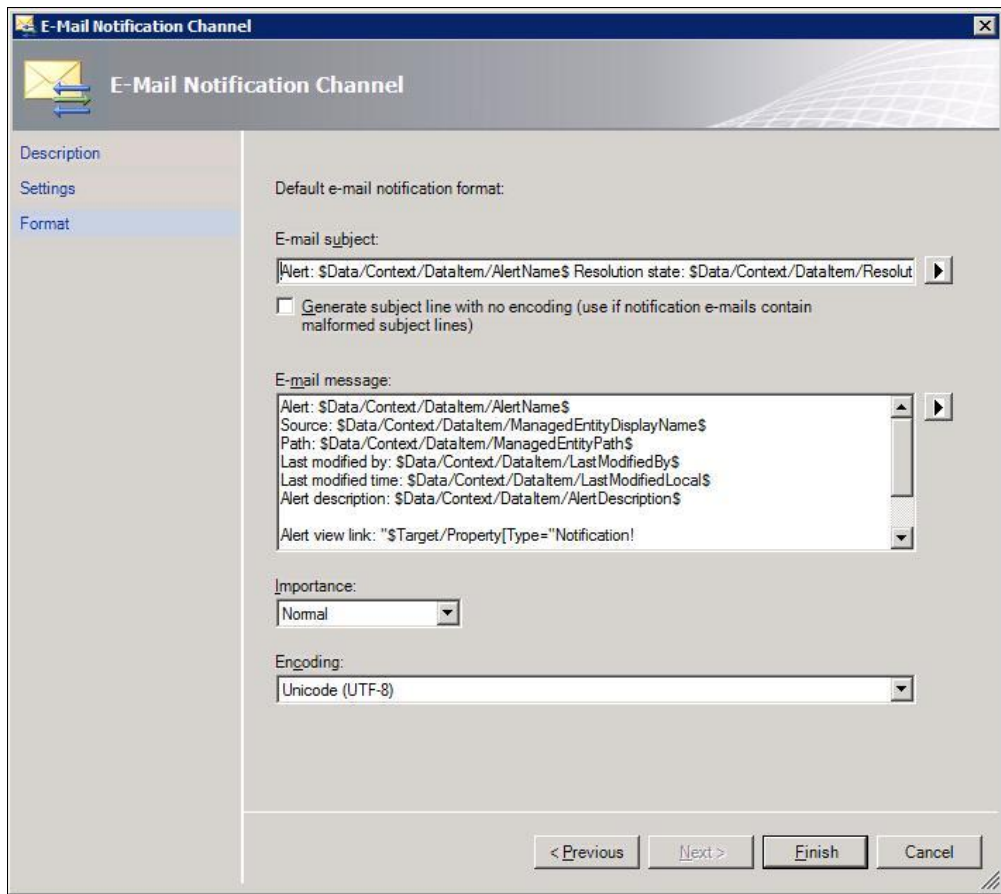 E-Mail Notification Channel
E-Mail Notification Channel
Description
Settings
Format
Default e-mail notification format:
E-mail subject:
Alert: $Data/Context/DataItem/AlertName$ Resolution state: $Data/Context/DataItem/Resolut
Generate subject line with no encoding (use if notification e-mails contain
malformed subject lines)
E-mail message:
Alert: $Data/Context/DataItem/AlertName$
Source: $Data/Context/DataItem/ManagedEntityDisplayName$
Path: $Data/Context/DataItem/ManagedEntityPath$
Last modified by: $Data/Context/DataItem/LastModifiedBy$
Last modified time: $Data/Context/DataItem/LastModifiedLocal$
Alert description: $Data/Context/DataItem/AlertDescription$
Alert view link: "$Target/Property[Type="Notification!
Importance:
Normal
Encoding:
Unicode (UTF-8)
< Previous
Next >
Finish
Cancel